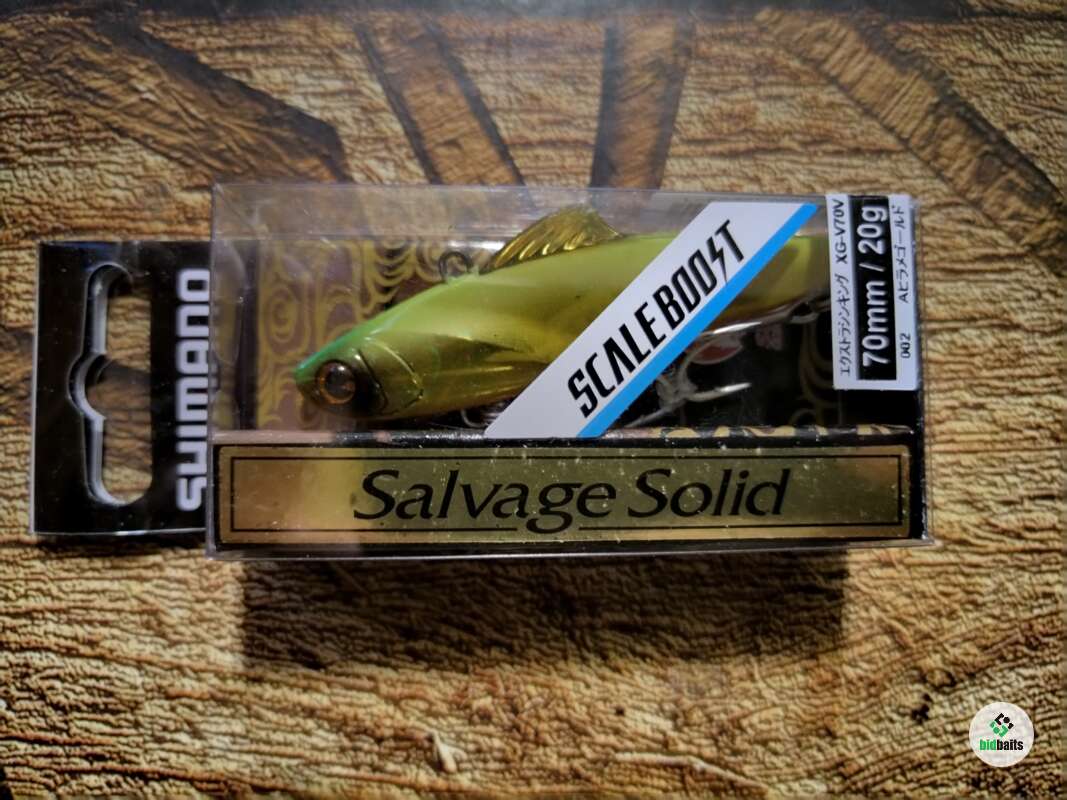 SHIMANO
SCALE BOOST
エクストラシンキング XG-V70V
70mm / 20g
002 Aヒラメゴールド
Salvage Solid
bidbaits